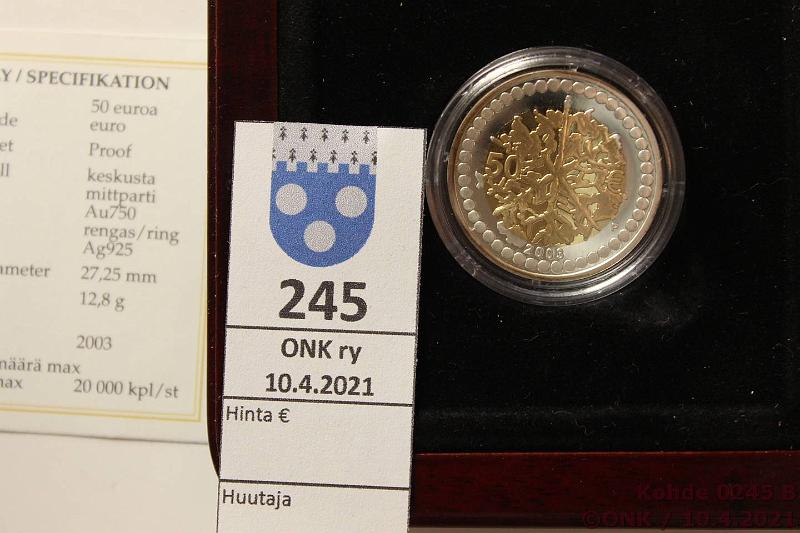 Y / SPECIFIKATION
50 euroa
de euro
et Proof
ll keskusta
mittparti
Au750
rengas/ring
Ag925
ameter 27,25 mm
12,8 g
2003
määrä max
max 20 000 kpl/st
245
ONK ry
10.4.2021
Hinta €
Huutaja
50
2003
Kohde 0245 B
©ONK / 10.4.2021